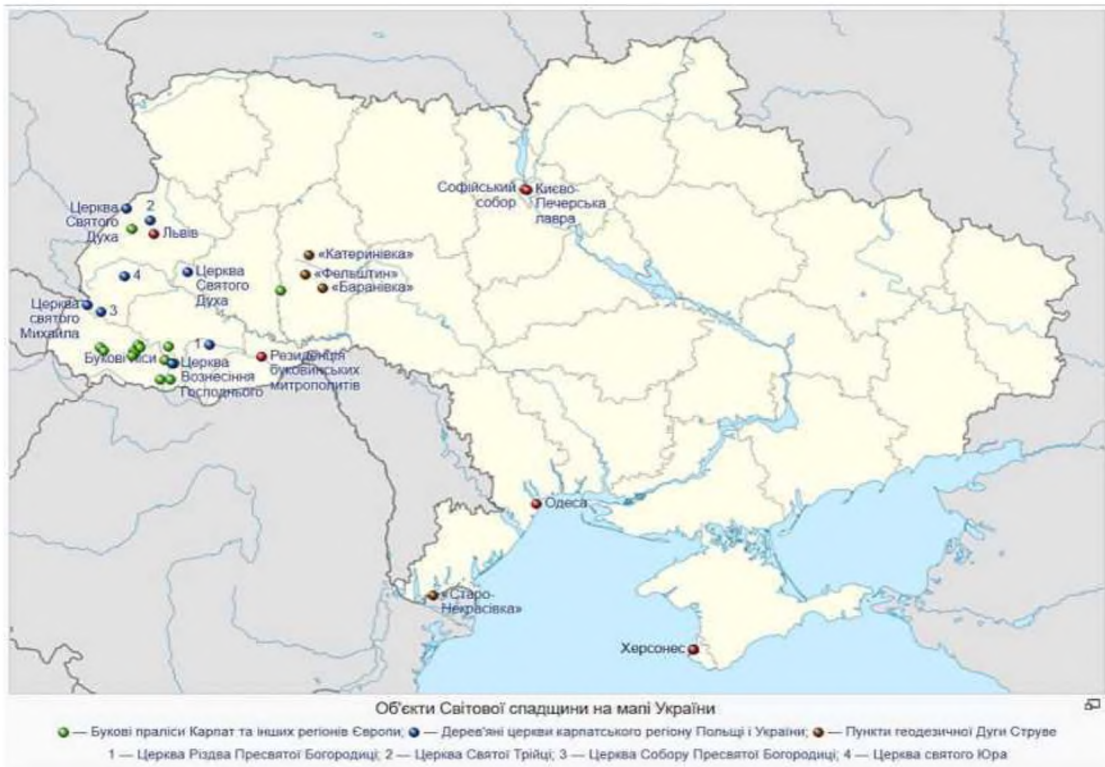 Софійський
собор
Києво-
Печерська
лавра
Церква
Святого
Духа
2
Львів
4
Церква
Святого
Духа
«Катеринівка»
«Фельштин»
«Баранівка»
Церква
святого
Михайла
3
Букові ліси
1
Церква
Вознесіння
Господнього
Резиденція
буковинських
митрополитів
Одеса
«Старо-
Некрасівка»
Херсонес
Об'єкти Світової спадщини на мапі України
— Букові праліси Карпат та інших регіонів Європи; — Дерев'яні церкви карпатського регіону Польщі і України; — Пункти геодезичної Дуги Струве
1 — Церква Різдва Пресвятої Богородиці; 2 — Церква Святої Трійці; 3 — Церква Собору Пресвятої Богородиці; 4 — Церква святого Юра